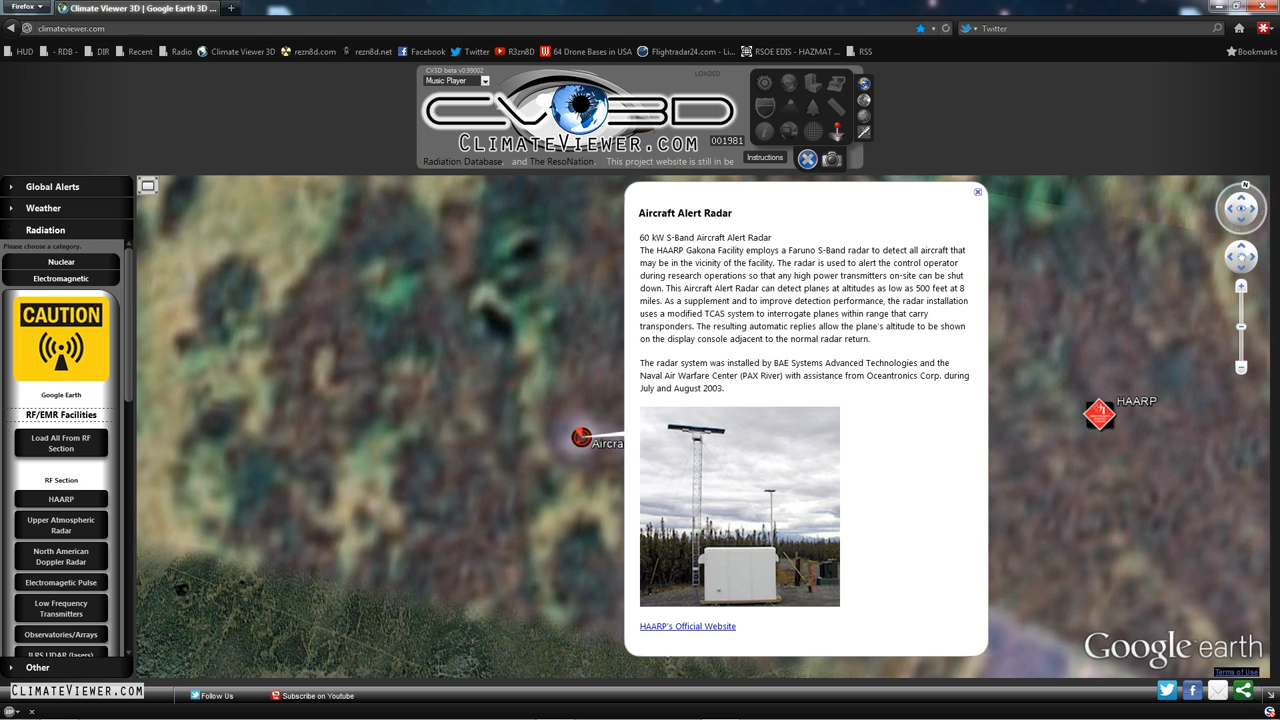 Firefox
Climate Viewer 3D | Google Earth 3D ...
climateviewer.com
Twitter
HUD
- RDB -
DIR
Recent
Radio
Climate Viewer 3D
rezn8d.com
rezn8d.net
Facebook
Twitter
R3zn8D
64 Drone Bases in USA
Flightradar24.com - Li...
RSOE EDIS - HAZMAT ...
RSS
Bookmarks
CV3D beta v0.99002
LOADED
Music Player
CV3D
CLIMATEVIEWER.COM
001981
Radiation Database, and The ResoNation. This project website is still in be
Instructions
Global Alerts
Weather
Radiation
Please choose a category.
Nuclear
Electromagnetic
CAUTION
Google Earth
RF/EMR Facilities
Load All From RF
Section
RF Section
HAARP
Upper Atmospheric
Radar
North American
Doppler Radar
Electromagetic Pulse
Low Frequency
Transmitters
Observatories/Arrays
ILRS LIDAR (lasers)
Other
Aircraft Alert Radar
60 kW S-Band Aircraft Alert Radar
The HAARP Gakona Facility employs a Faruno S-Band radar to detect all aircraft that
may be in the vicinity of the facility. The radar is used to alert the control operator
during research operations so that any high power transmitters on-site can be shut
down. This Aircraft Alert Radar can detect planes at altitudes as low as 500 feet at 8
miles. As a supplement and to improve detection performance, the radar installation
uses a modified TCAS system to interrogate planes within range that carry
transponders. The resulting automatic replies allow the plane's altitude to be shown
on the display console adjacent to the normal radar return.
The radar system was installed by BAE Systems Advanced Technologies and the
Naval Air Warfare Center (PAX River) with assistance from Oceantronics Corp. during
July and August 2003.
HAARP's Official Website
Aircra
HAARP
N
Google earth
Terms of Use
CLIMATEVIEWER.COM
Follow Us
Subscribe on Youtube